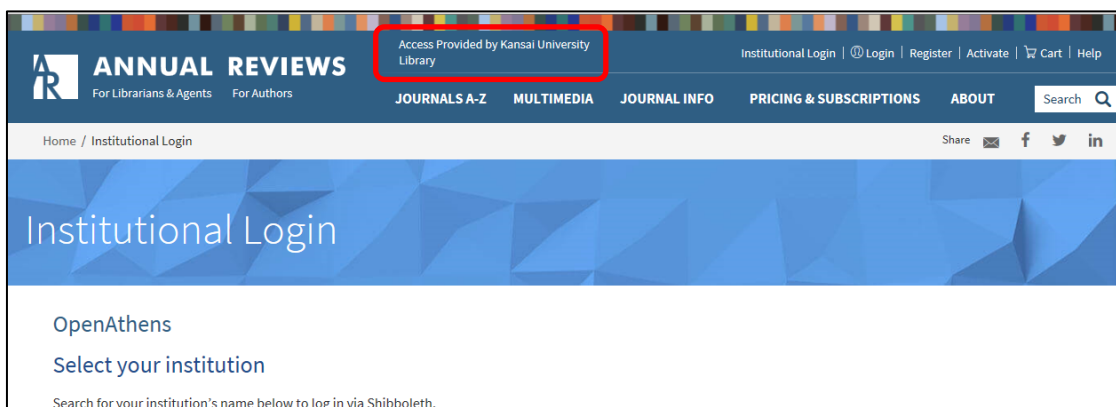 Access Provided by Kansai University
Library
Institutional Login | Login | Register | Activate | Cart | Help
AR
ANNUAL REVIEWS
For Librarians & Agents For Authors
JOURNALS A-Z MULTIMEDIA JOURNAL INFO PRICING & SUBSCRIPTIONS ABOUT Search
Home / Institutional Login
Share
Institutional Login
OpenAthens
Select your institution
Search for your institution's name below to log in via Shibboleth.